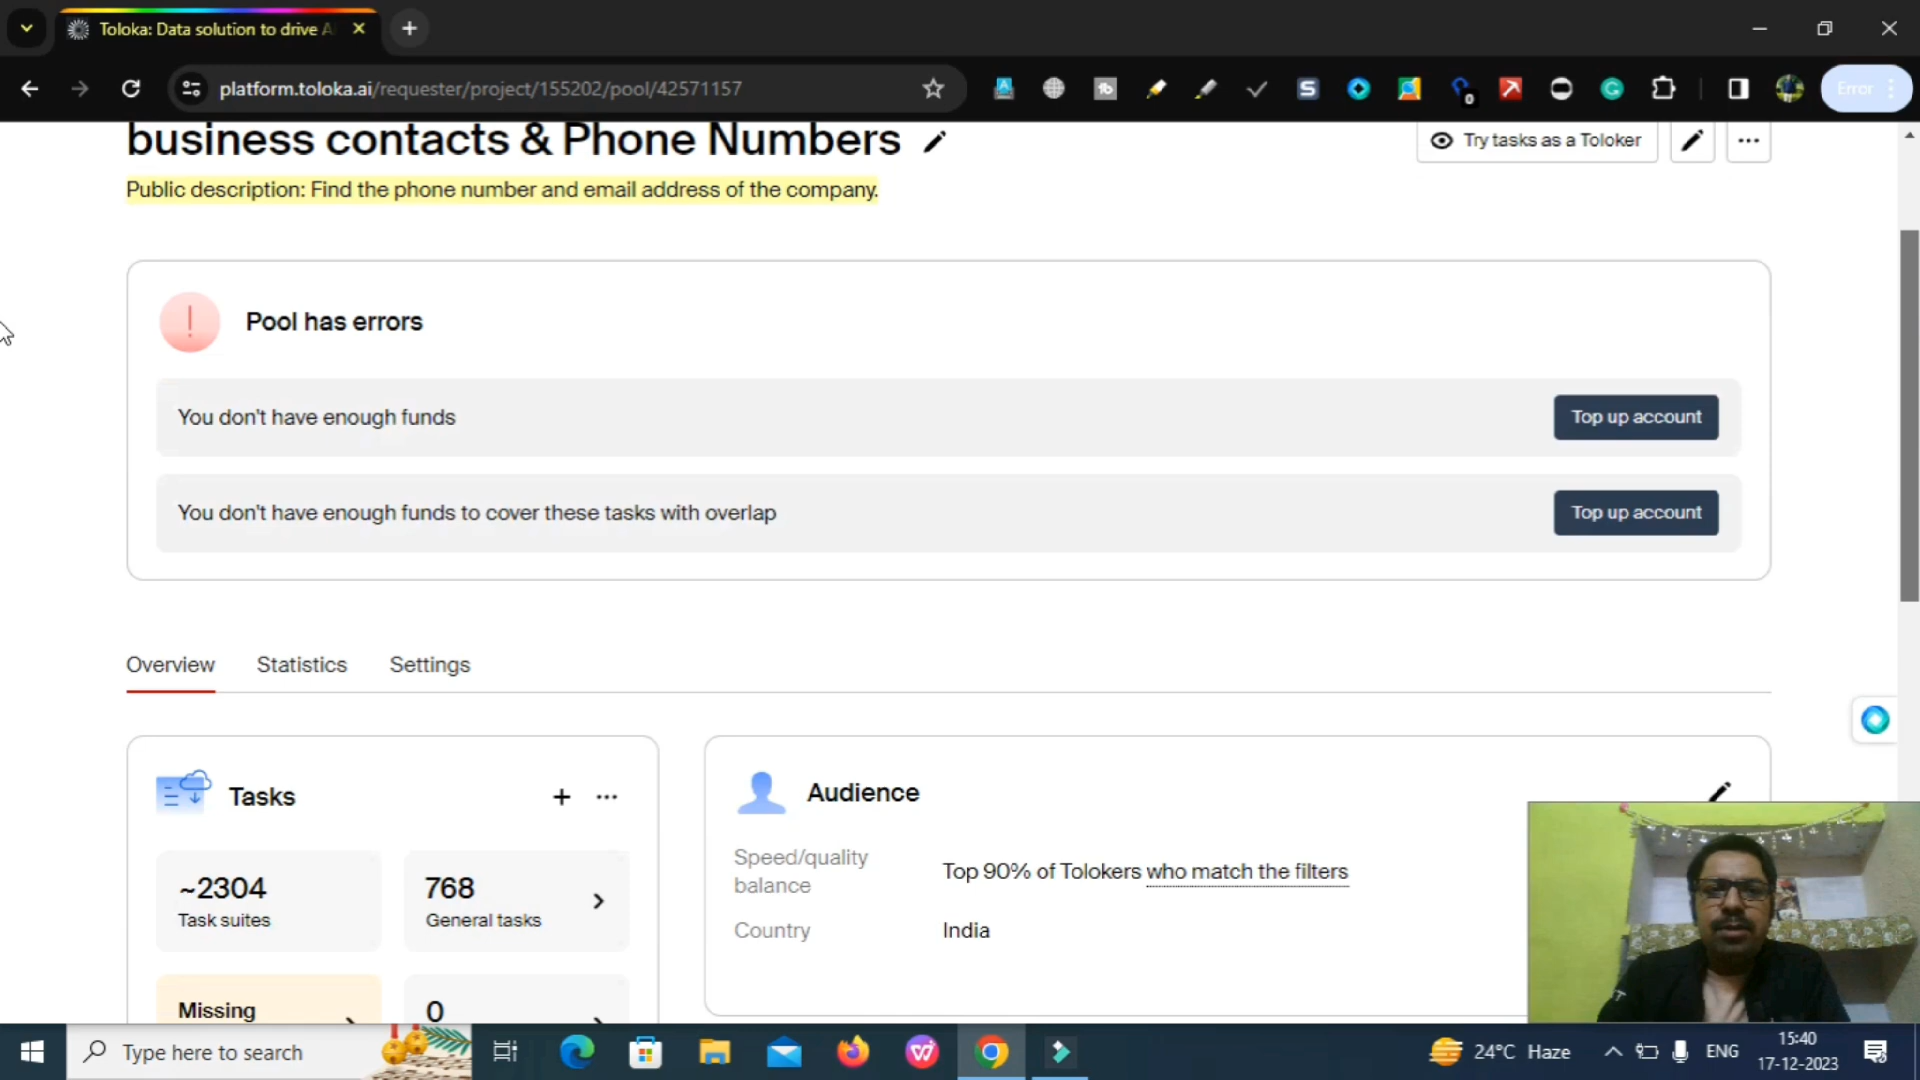 Toloka: Data solution to drive A
platform.toloka.ai/requester/project/155202/pool/42571157
Error
business contacts & Phone Numbers
Try tasks as a Toloker
Public description: Find the phone number and email address of the company.
Pool has errors
You don't have enough funds
Top up account
You don't have enough funds to cover these tasks with overlap
Top up account
Overview Statistics Settings
Tasks
Audience
Speed/quality balance
Top 90% of Tolokers who match the filters
~2304
Task suites
768
General tasks
Country
India
Missing
0
Type here to search
24°C Haze
ENG
15:40
17-12-2023